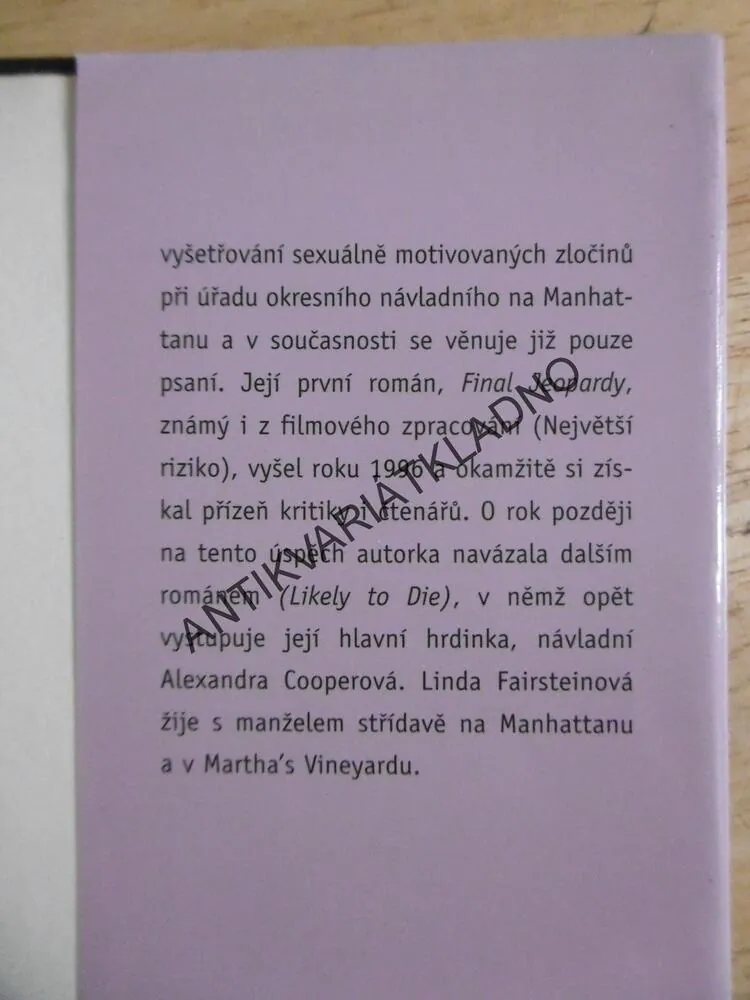 vyšetřování sexuálně motivovaných zločinů
při úřadu okresního návladního na Manhat-
tanu a v současnosti se věnuje již pouze
psaní. Její první román, Final Jeopardy,
známý i z filmového zpracování (Největší
riziko), vyšel roku 1996 a okamžitě si zís-
kal přízeň kritiky i čtenářů. O rok později
na tento úspěch autorka navázala dalším
románem (Likely to Die), v němž opět
vystupuje její hlavní hrdinka, návladní
Alexandra Cooperová. Linda Fairsteinová
žije s manželem střídavě na Manhattanu
a v Martha's Vineyardu.
ANTIKVARIÁTKLADNO